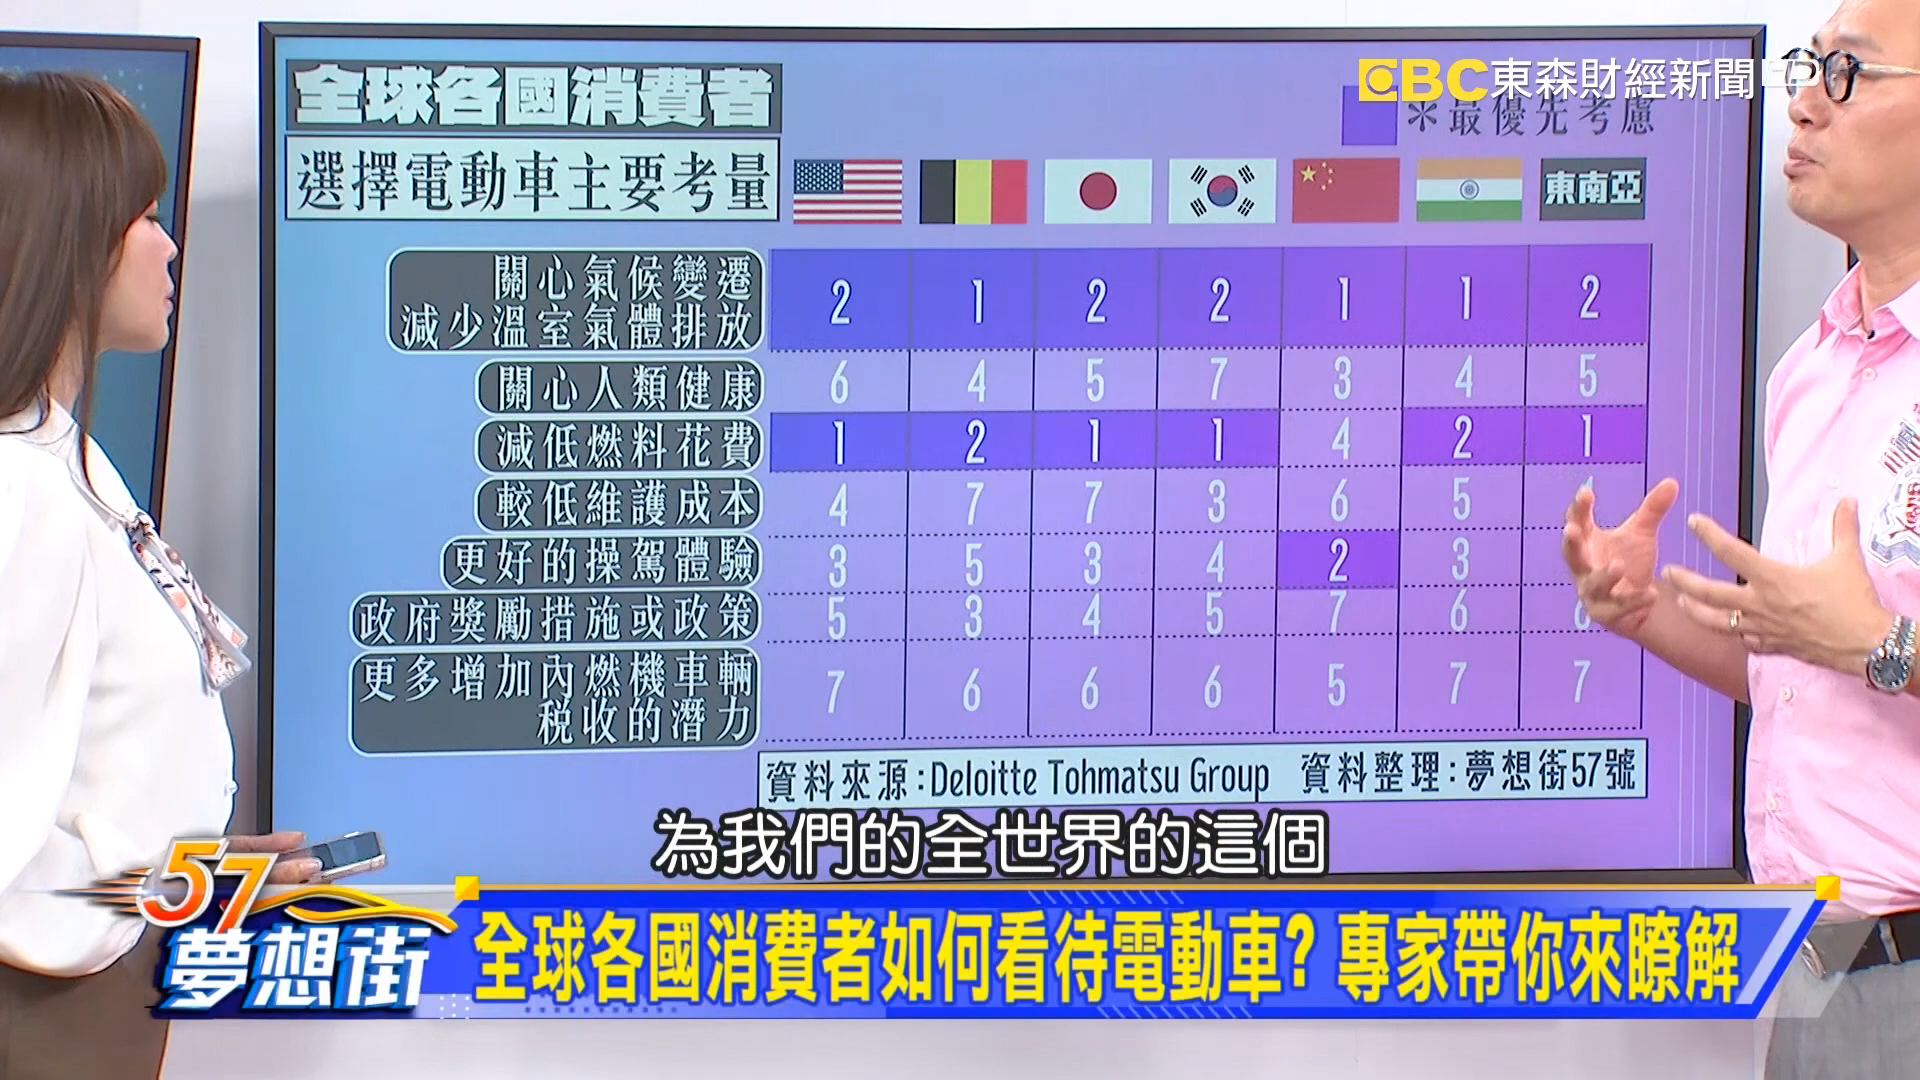 EBC 東森財經新聞 HD
全球各國消費者
＊最優先考慮
選擇電動車主要考量
東南亞
關心氣候變遷
減少溫室氣體排放 2 1 2 2 1 1 2
關心人類健康 6 4 5 7 3 4 5
減低燃料花費 1 2 1 1 4 2 1
較低維護成本 4 7 7 3 6 5
更好的操駕體驗 3 5 3 4 2 3
政府獎勵措施或政策 5 3 4 5 7 6 6
更多增加內燃機車輛
税收的潛力 7 6 6 6 5 7 7
資料來源:Deloitte Tohmatsu Group 資料整理:夢想街57號
為我們的全世界的這個
57
夢想街
全球各國消費者如何看待電動車? 專家帶你來瞭解